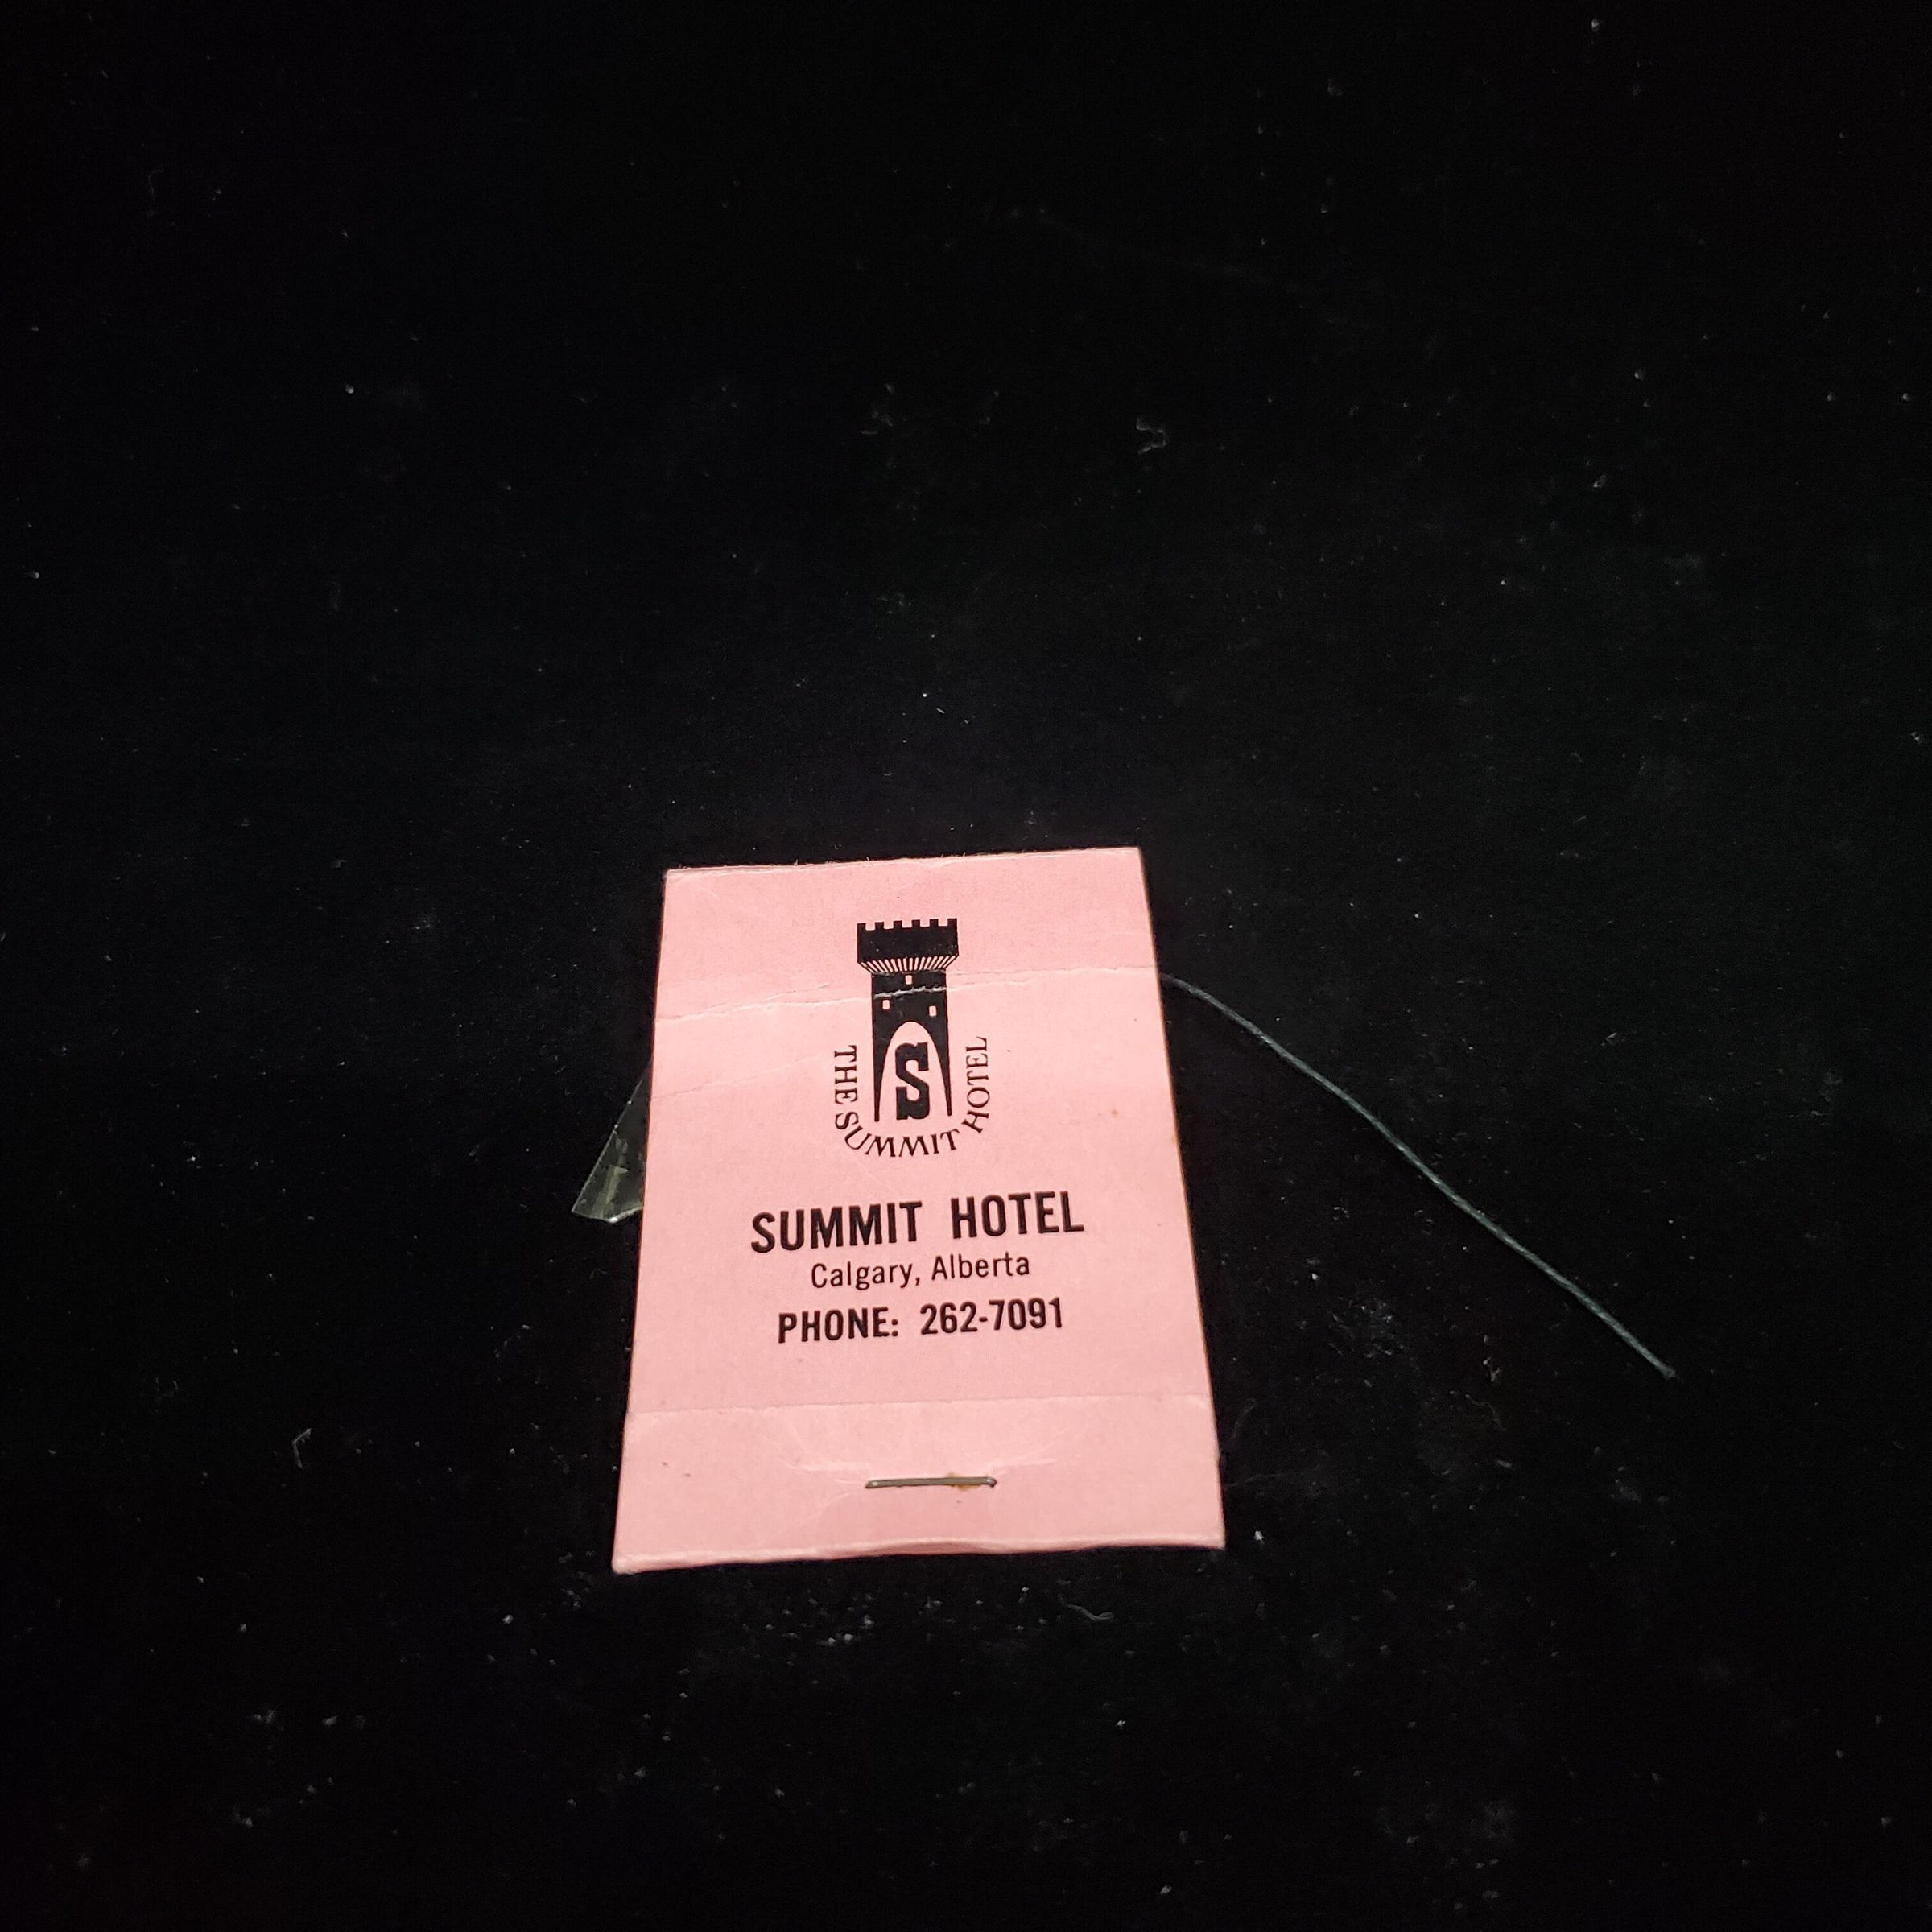 S
THE SUMMIT HOTEL
SUMMIT HOTEL
Calgary, Alberta
PHONE: 262-7091